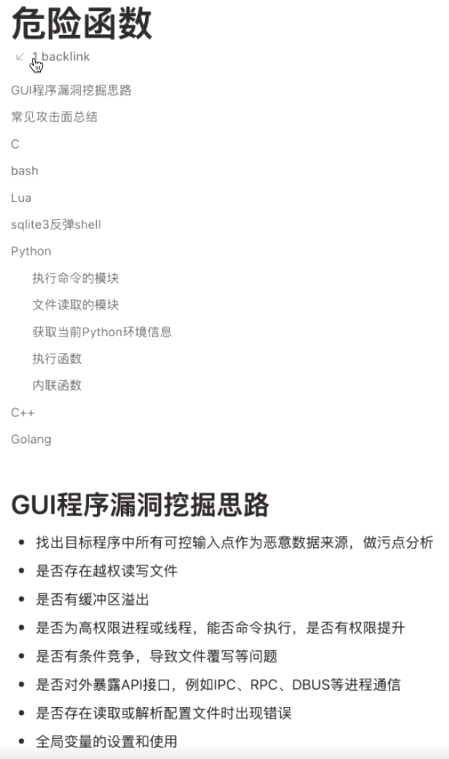 危险函数
1 backlink
GUI程序漏洞挖掘思路
常见攻击面总结
C
bash
Lua
sqlite3反弹shell
Python
执行命令的模块
文件读取的模块
获取当前Python环境信息
执行函数
内联函数
C++
Golang
GUI程序漏洞挖掘思路
• 找出目标程序中所有可控输入点作为恶意数据来源，做污点分析
• 是否存在越权读写文件
• 是否有缓冲区溢出
• 是否为高权限进程或线程，能否命令执行，是否有权限提升
• 是否有条件竞争，导致文件覆写等问题
• 是否对外暴露API接口，例如IPC、RPC、DBUS等进程通信
• 是否存在读取或解析配置文件时出现错误
• 全局变量的设置和使用